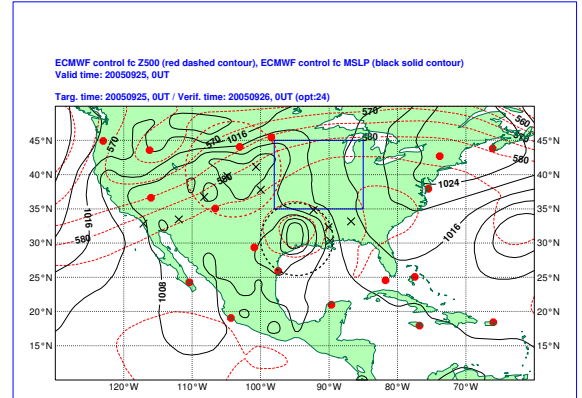 ECMWF control fc Z500 (red dashed contour), ECMWF control fc MSLP (black solid contour)
Valid time: 20050925, 0UT
Targ. time: 20050925, 0UT / Verif. time: 20050926, 0UT (opt:24)
570
560
570
570
1016
580
45°N
45°N
580
40°N
40°N
580
1024
35°N
35°N
1016
1016
580
30°N
30°N
25°N
25°N
1008
20°N
20°N
15°N
15°N
120°W
110°W
100°W
90°W
80°W
70°W